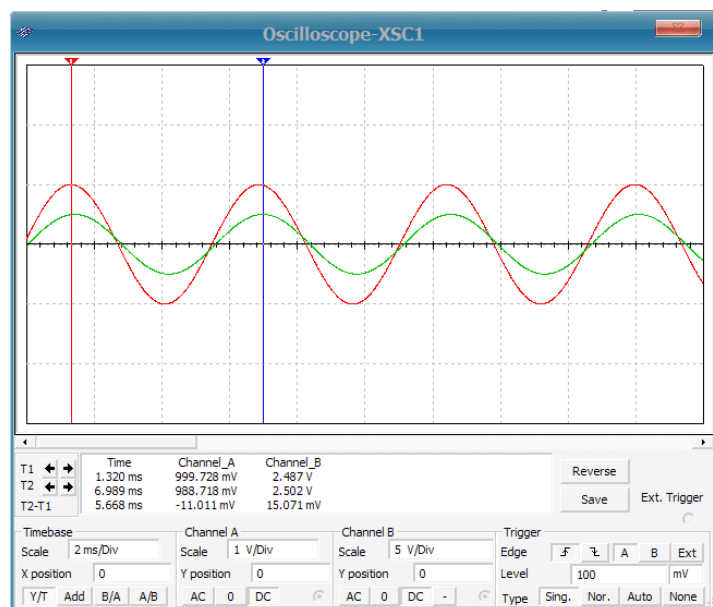 Oscilloscope-XSC1
1
2
Time Channel_A Channel_B
T1 1.320 ms 999.728 mV 2.487 V
T2 6.989 ms 988.718 mV 2.502 V
T2-T1 5.668 ms -11.011 mV 15.071 mV
Reverse
Save
Ext. Trigger
Timebase
Scale 2 ms/Div
X position 0
Y/T Add B/A A/B
Channel A
Scale 1 V/Div
Y position 0
AC 0 DC
Channel B
Scale 5 V/Div
Y position 0
AC 0 DC -
Trigger
Edge A B Ext
Level 100 mV
Type Sing. Nor. Auto None